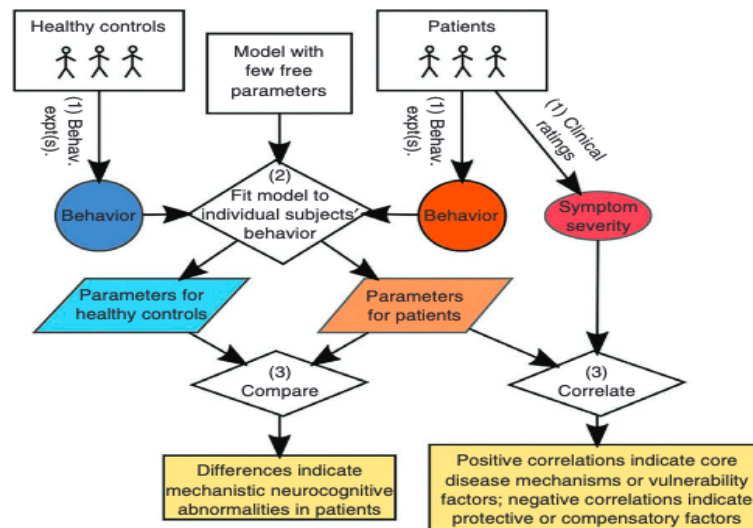 Healthy controls
Model with
few free
parameters
Patients
(1) Behav.
expt(s).
(1) Behav.
expt(s).
(1) Clinical
ratings
(2)
Fit model to
individual subjects'
behavior
Behavior
Behavior
Symptom
severity
Parameters for
healthy controls
Parameters
for patients
(3)
Compare
(3)
Correlate
Differences indicate
mechanistic neurocognitive
abnormalities in patients
Positive correlations indicate core
disease mechanisms or vulnerability
factors; negative correlations indicate
protective or compensatory factors